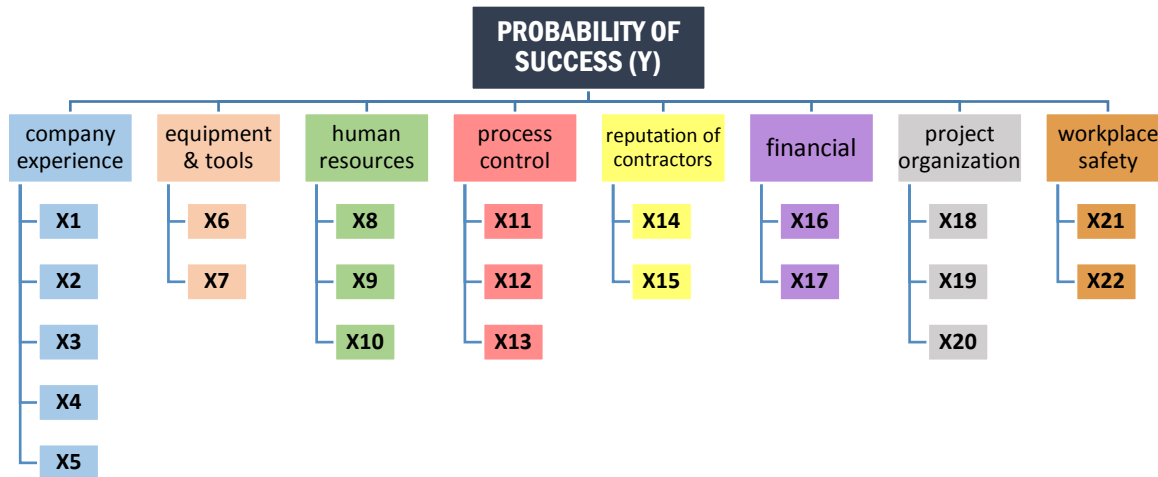 PROBABILITY OF
SUCCESS (Y)
company
experience
equipment
& tools
human
resources
process
control
reputation of
contractors
financial
project
organization
workplace
safety
X1
X2
X3
X4
X5
X6
X7
X8
X9
X10
X11
X12
X13
X14
X15
X16
X17
X18
X19
X20
X21
X22